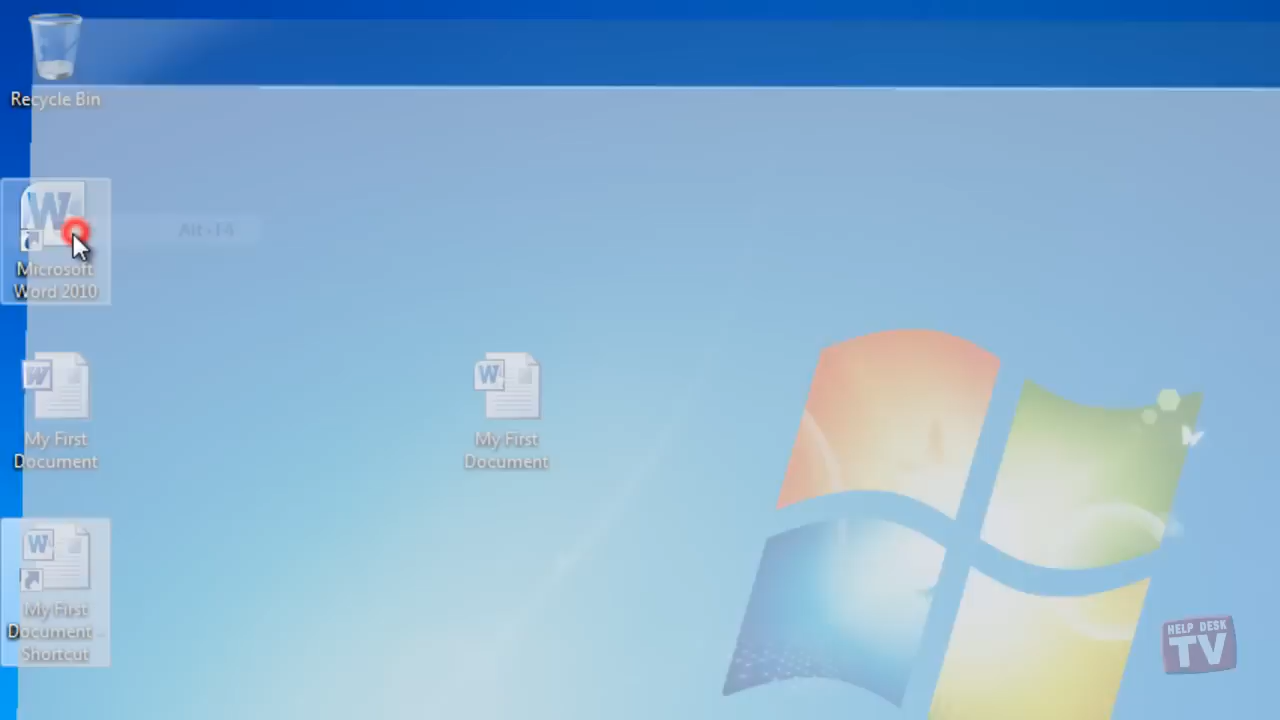 Recycle Bin
Microsoft
Word 2010
Alt+F4
My First
Document
My First
Document
My First
Document -
Shortcut
HELP DESK
TV